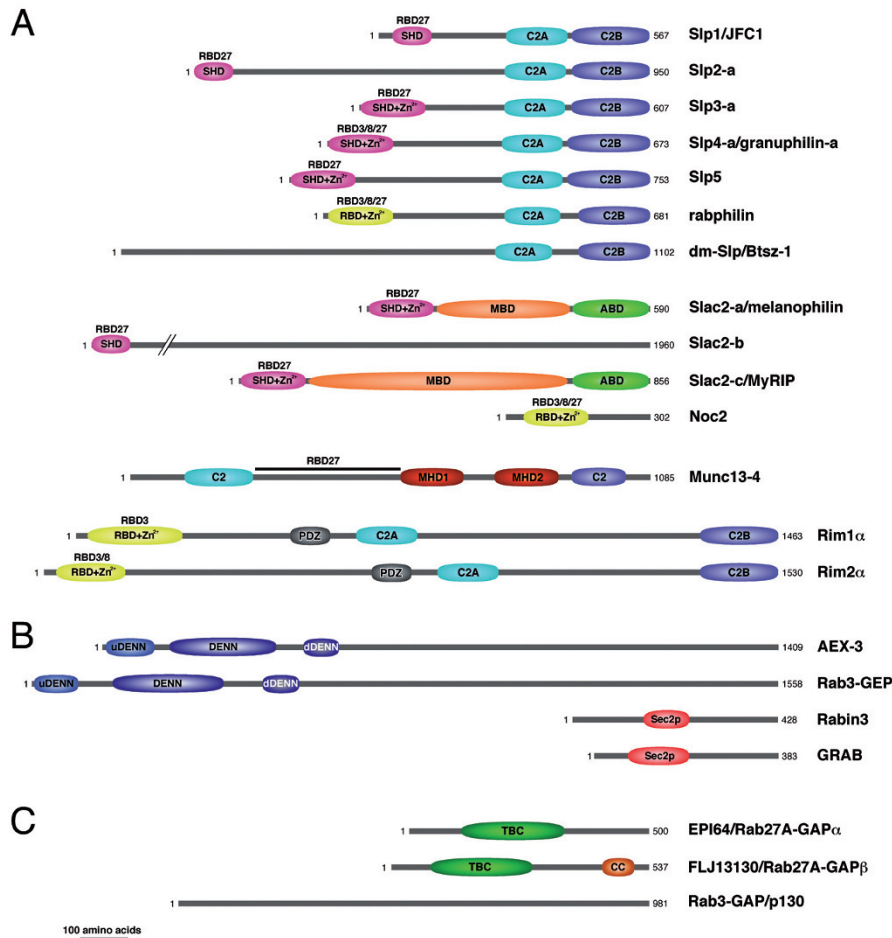 A
RBD27
1 SHD C2A C2B 567 Slp1/JFC1
RBD27
1 SHD C2A C2B 950 Slp2-a
RBD27
1 SHD+Zn²⁺ C2A C2B 607 Slp3-a
RBD3/8/27
1 SHD+Zn²⁺ C2A C2B 673 Slp4-a/granuphilin-a
RBD27
1 SHD+Zn²⁺ C2A C2B 753 Slp5
RBD3/8/27
1 RBD+Zn²⁺ C2A C2B 681 rabphilin
1 C2A C2B 1102 dm-Slp/Btsz-1
RBD27
1 SHD+Zn²⁺ MBD ABD 590 Slac2-a/melanophilin
RBD27
1 SHD 1960 Slac2-b
RBD27
1 SHD+Zn²⁺ MBD ABD 856 Slac2-c/MyRIP
RBD3/8/27
1 RBD+Zn²⁺ 302 Noc2
RBD27
1 C2 MHD1 MHD2 C2 1085 Munc13-4
RBD3
1 RBD+Zn²⁺ PDZ C2A C2B 1463 Rim1α
RBD3/8
1 RBD+Zn²⁺ PDZ C2A C2B 1530 Rim2α
B
1 uDENN DENN dDENN 1409 AEX-3
1 uDENN DENN dDENN 1558 Rab3-GEP
1 Sec2p 428 Rabin3
1 Sec2p 383 GRAB
C
1 TBC 500 EPI64/Rab27A-GAPα
1 TBC CC 537 FLJ13130/Rab27A-GAPβ
1 981 Rab3-GAP/p130
100 amino acids